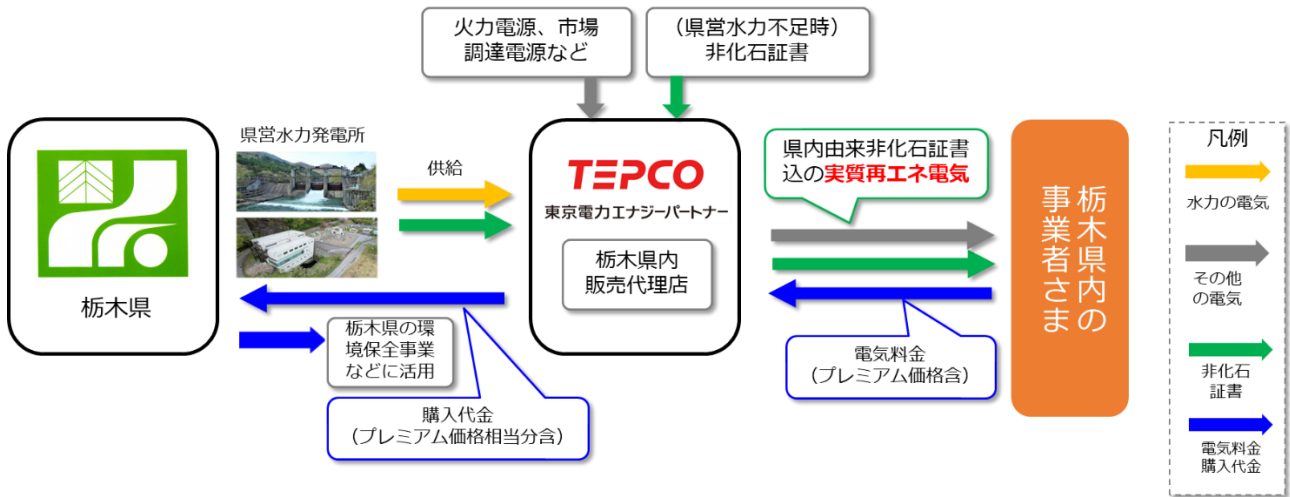 火力電源、市場
調達電源など
（県営水力不足時）
非化石証書
県営水力発電所
供給
TEPCO
東京電力エナジーパートナー
栃木県内
販売代理店
県内由来非化石証書
込の実質再エネ電気
栃木県
栃木県の環
境保全事業
などに活用
購入代金
（プレミアム価格相当分含）
電気料金
（プレミアム価格含）
栃木県内の
事業者さま
凡例
水力の電気
その他
の電気
非化石
証書
電気料金
購入代金